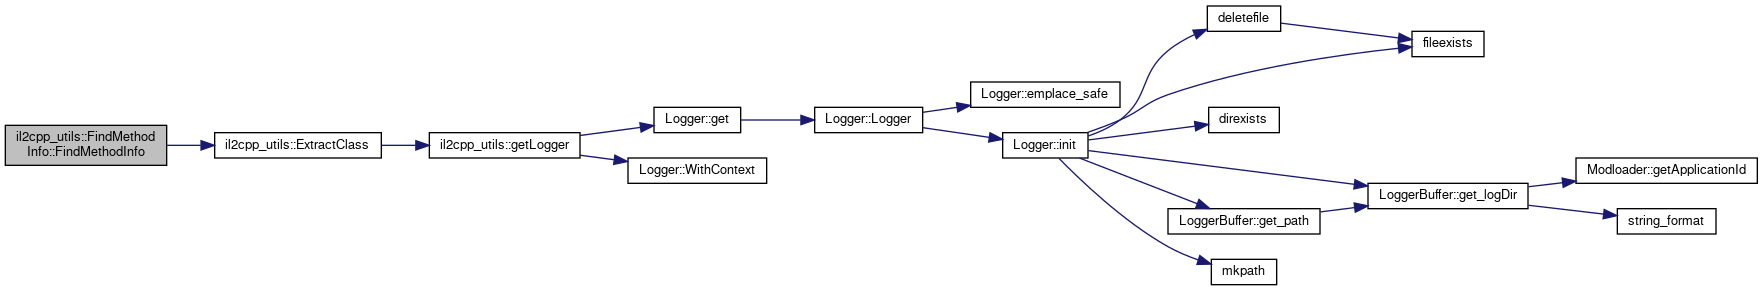 il2cpp_utils::FindMethod
Info::FindMethodInfo
il2cpp_utils::ExtractClass
il2cpp_utils::getLogger
Logger::get
Logger::WithContext
Logger::Logger
Logger::emplace_safe
Logger::init
deletefile
fileexists
direxists
LoggerBuffer::get_logDir
LoggerBuffer::get_path
mkpath
Modloader::getApplicationId
string_format